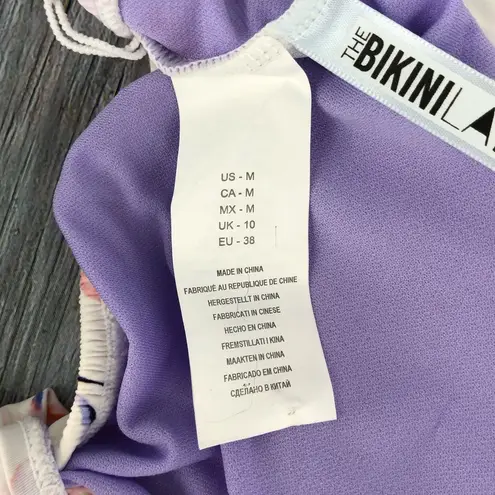 THE BIKINI LA
US - M
CA - M
MX - M
UK - 10
EU - 38
MADE IN CHINA
FABRIQUÉ AU REPUBLIQUE DE CHINE
HERGESTELLT IN CHINA
FABBRICATI IN CINESE
HECHO EN CHINA
FREMSTILLATI I KINA
MAAKTEN IN CHINA
FABRICADO EM CHINA
СДЕЛАНО В КИТАЙ